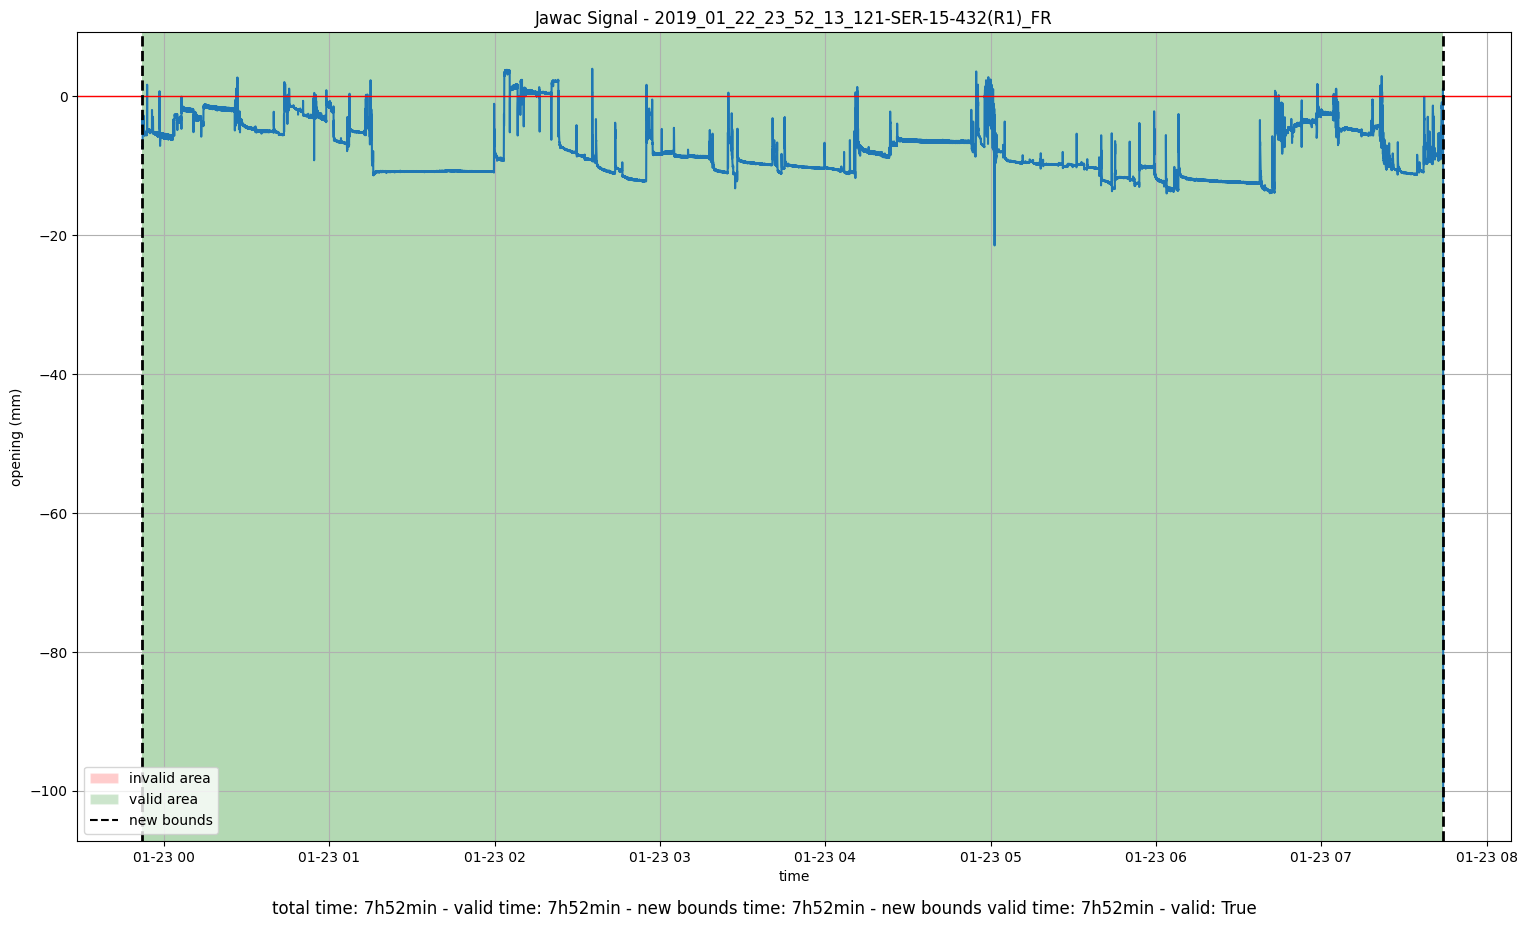 Jawac Signal - 2019_01_22_23_52_13_121-SER-15-432(R1)_FR
0
−20
−40
−60
−80
−100
opening (mm)
invalid area
valid area
new bounds
01-23 00
01-23 01
01-23 02
01-23 03
01-23 04
01-23 05
01-23 06
01-23 07
01-23 08
time
total time: 7h52min - valid time: 7h52min - new bounds time: 7h52min - new bounds valid time: 7h52min - valid: True